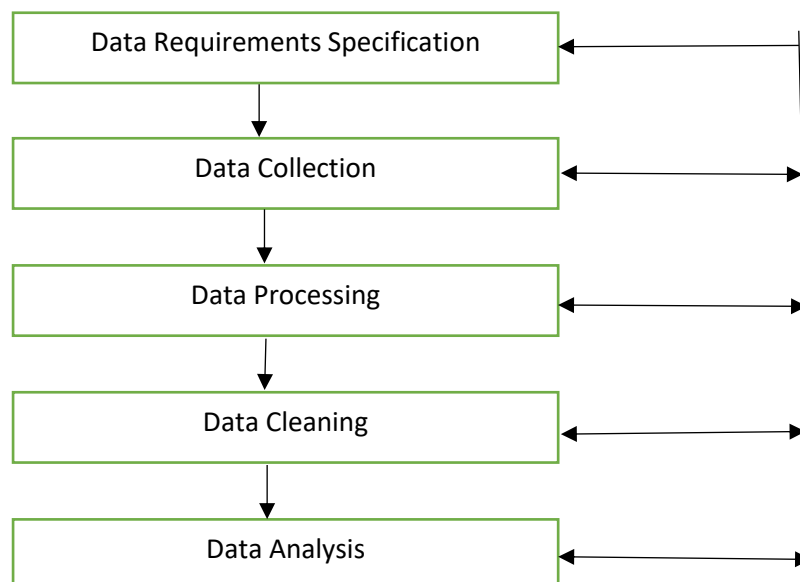 Data Requirements Specification
Data Collection
Data Processing
Data Cleaning
Data Analysis